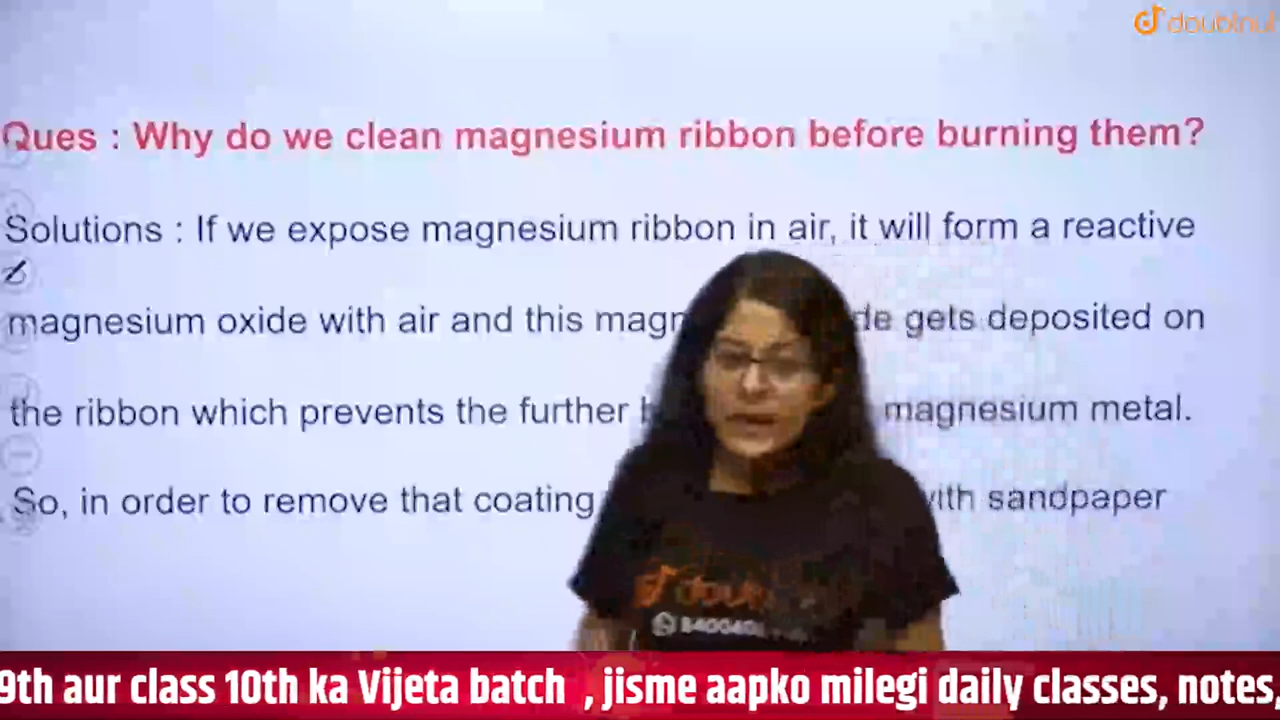 doubtnut
Ques : Why do we clean magnesium ribbon before burning them?
Solutions : If we expose magnesium ribbon in air, it will form a reactive
magnesium oxide with air and this magn de gets deposited on
the ribbon which prevents the further b magnesium metal.
So, in order to remove that coating with sandpaper
doub
84004
9th aur class 10th ka Vijeta batch , jisme aapko milegi daily classes, notes,